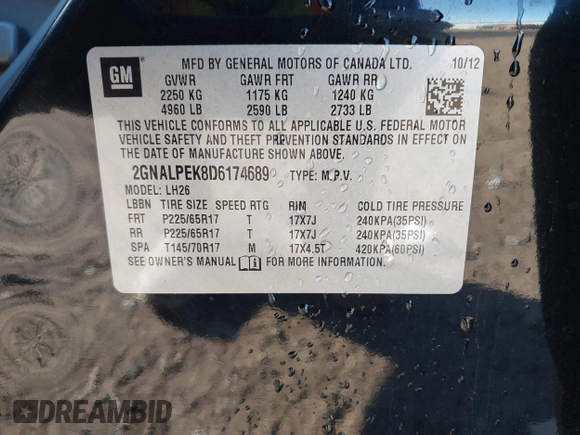 GM
MFD BY GENERAL MOTORS OF CANADA LTD. 10/12
GVWR GAWR FRT GAWR RR
2250 KG 1175 KG 1240 KG
4960 LB 2590 LB 2733 LB
THIS VEHICLE CONFORMS TO ALL APPLICABLE U.S. FEDERAL MOTOR
VEHICLE SAFETY AND THEFT PREVENTION STANDARDS IN EFFECT ON
THE DATE OF MANUFACTURE SHOWN ABOVE.
2GNALPEK8D6174689 TYPE: M.P.V.
MODEL: LH26
LBBN TIRE SIZE SPEED RTG RIM COLD TIRE PRESSURE
FRT P225/65R17 T 17X7J 240KPA(35PSI)
RR P225/65R17 T 17X7J 240KPA(35PSI)
SPA T145/70R17 M 17X4.5T 420KPA(60PSI)
SEE OWNER'S MANUAL FOR MORE INFORMATION.
DREAMBID